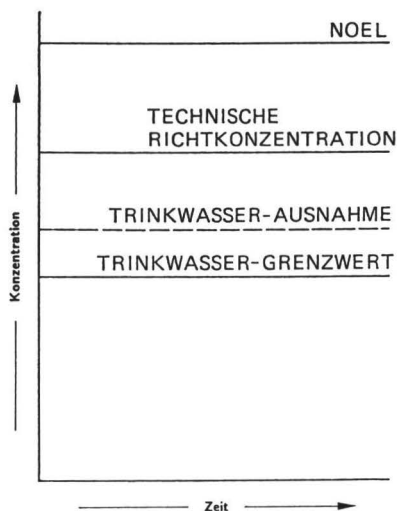 NOEL
TECHNISCHE
RICHTKONZENTRATION
TRINKWASSER-AUSNAHME
TRINKWASSER-GRENZWERT
Konzentration
Zeit